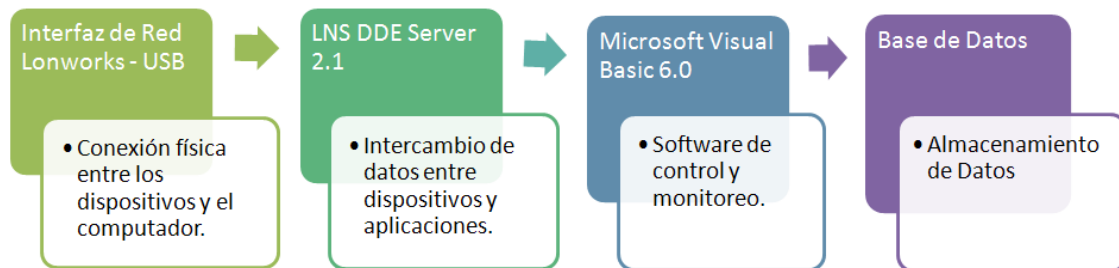 Interfaz de Red
Lonworks - USB
• Conexión física
entre los
dispositivos y el
computador.
LNS DDE Server
2.1
• Intercambio de
datos entre
dispositivos y
aplicaciones.
Microsoft Visual
Basic 6.0
• Software de
control y
monitoreo.
Base de Datos
• Almacenamiento
de Datos